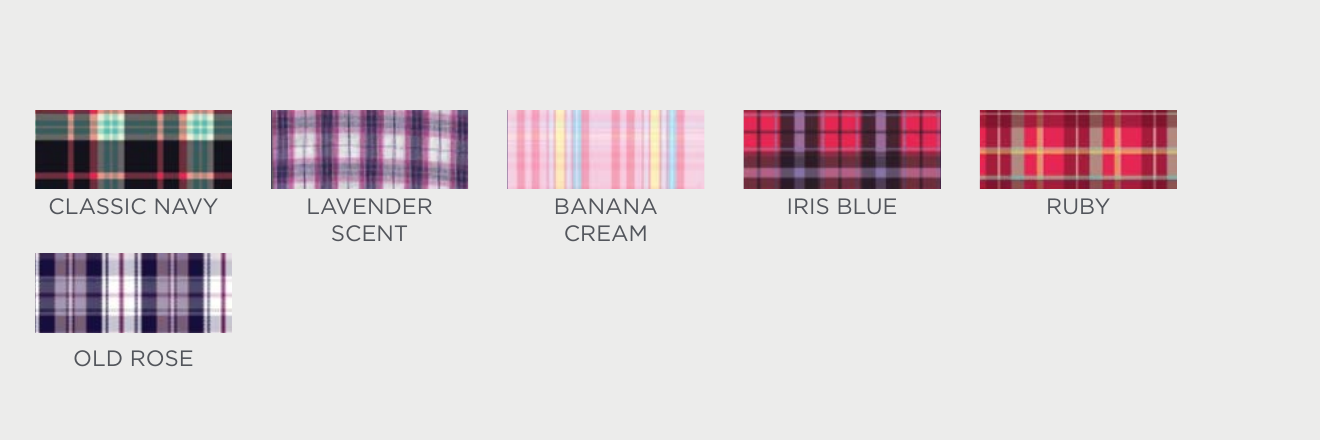 CLASSIC NAVY
LAVENDER
SCENT
BANANA
CREAM
IRIS BLUE
RUBY
OLD ROSE